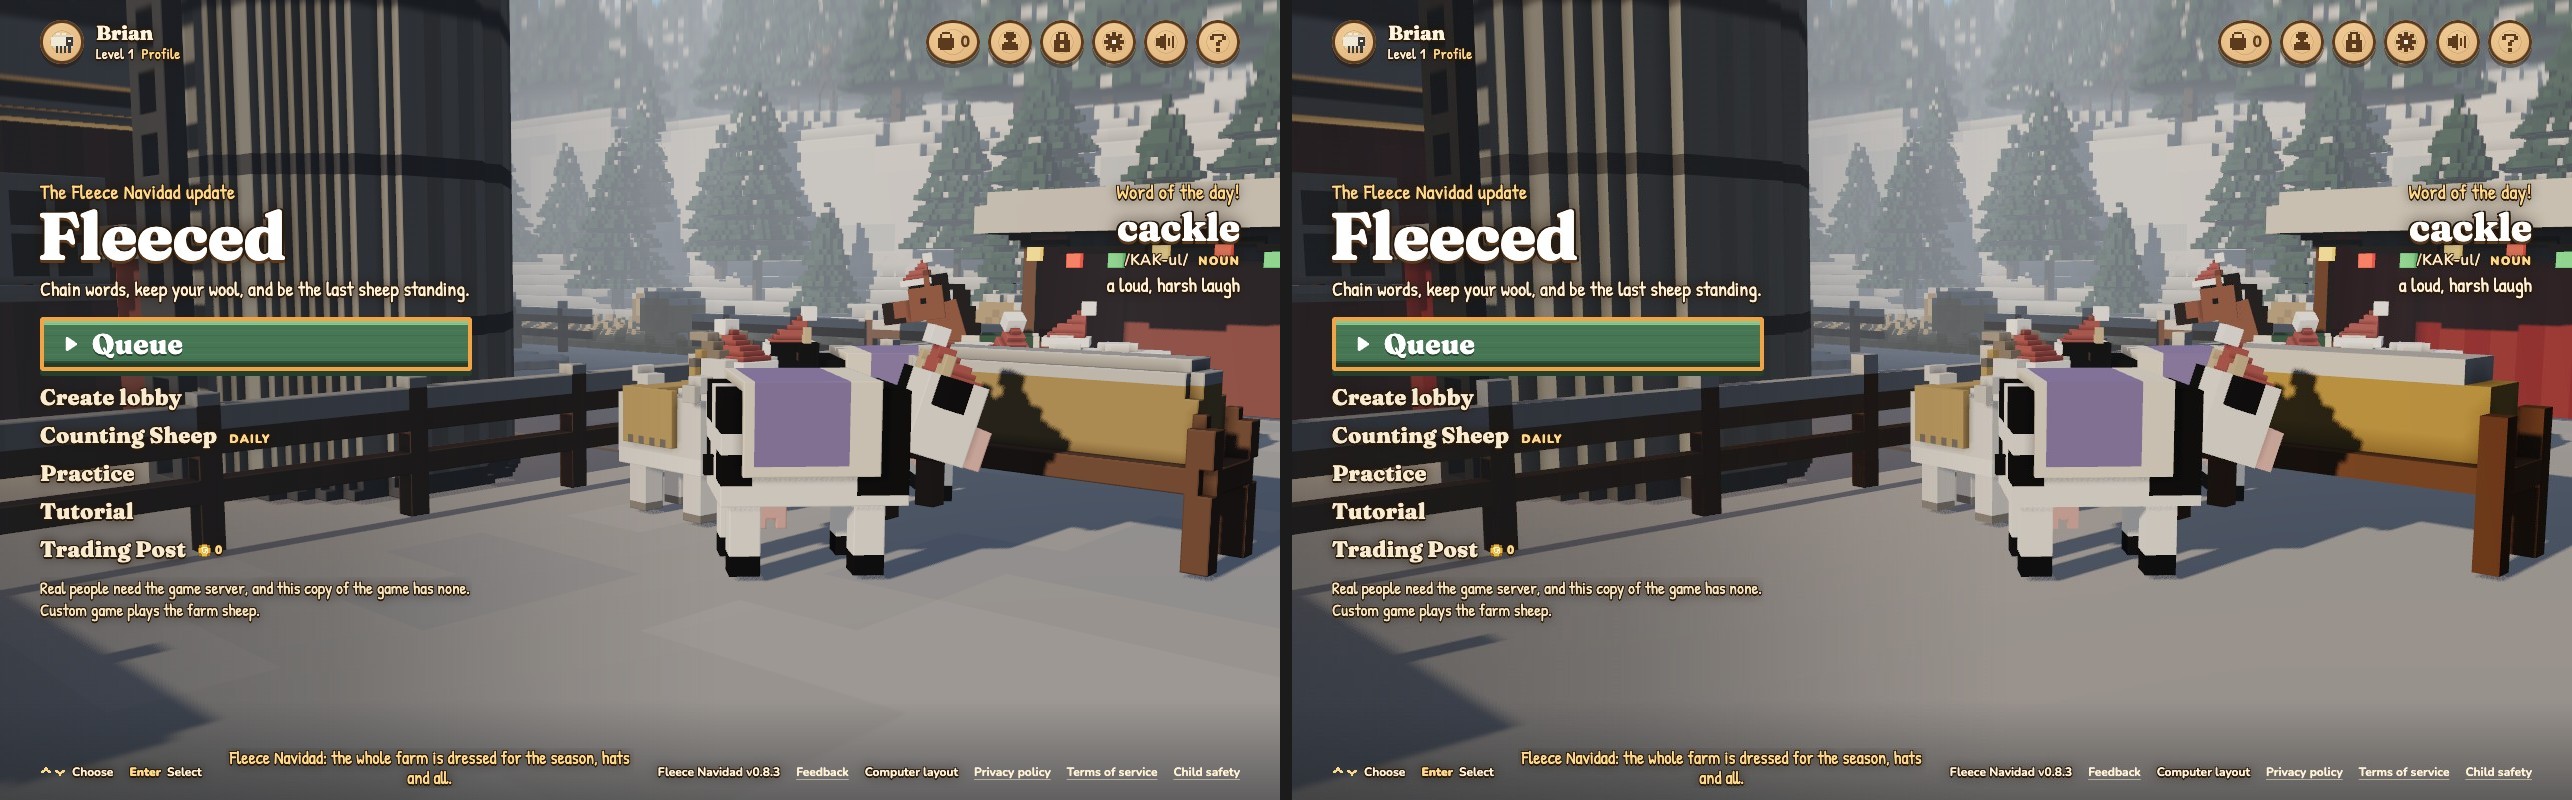 Brian
Level 1 Profile
0
The Fleece Navidad update
Fleeced
Chain words, keep your wool, and be the last sheep standing.
Queue
Create lobby
Counting Sheep DAILY
Practice
Tutorial
Trading Post 0
Real people need the game server, and this copy of the game has none.
Custom game plays the farm sheep.
Word of the day!
cackle
/KAK-ul/ NOUN
a loud, harsh laugh
Choose Enter Select
Fleece Navidad: the whole farm is dressed for the season, hats
and all.
Fleece Navidad v0.8.3 Feedback Computer layout Privacy policy Terms of service Child safety
Brian
Level 1 Profile
0
The Fleece Navidad update
Fleeced
Chain words, keep your wool, and be the last sheep standing.
Queue
Create lobby
Counting Sheep DAILY
Practice
Tutorial
Trading Post 0
Real people need the game server, and this copy of the game has none.
Custom game plays the farm sheep.
Word of the day!
cackle
/KAK-ul/ NOUN
a loud, harsh laugh
Choose Enter Select
Fleece Navidad: the whole farm is dressed for the season, hats
and all.
Fleece Navidad v0.8.3 Feedback Computer layout Privacy policy Terms of service Child safety